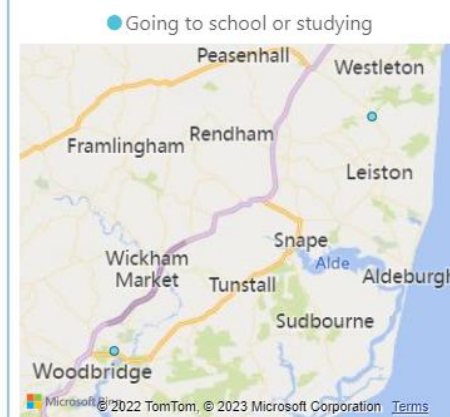 Going to school or studying
Peasenhall
Westleton
Framlingham
Rendham
Leiston
Snape
Wickham
Market
Alde
Aldeburgh
Tunstall
Sudbourne
Woodbridge
Microsoft
© 2022 TomTom, © 2023 Microsoft Corporation Terms